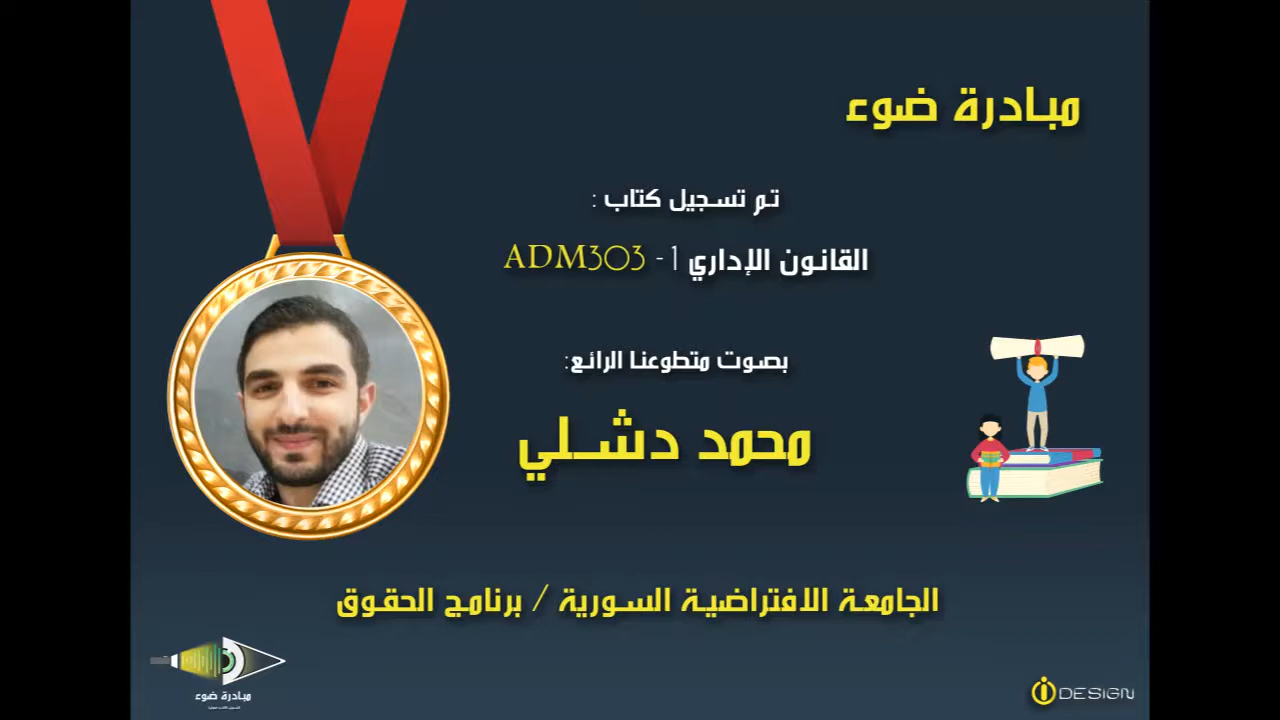 مبادرة ضوء
تم تسجيل كتاب :
القانون الإداري 1 - ADM303
بصوت متطوعنا الرائع:
محمد دشلي
الجامعة الافتراضية السورية / برنامج الحقوق
مبادرة ضوء
DESIGN